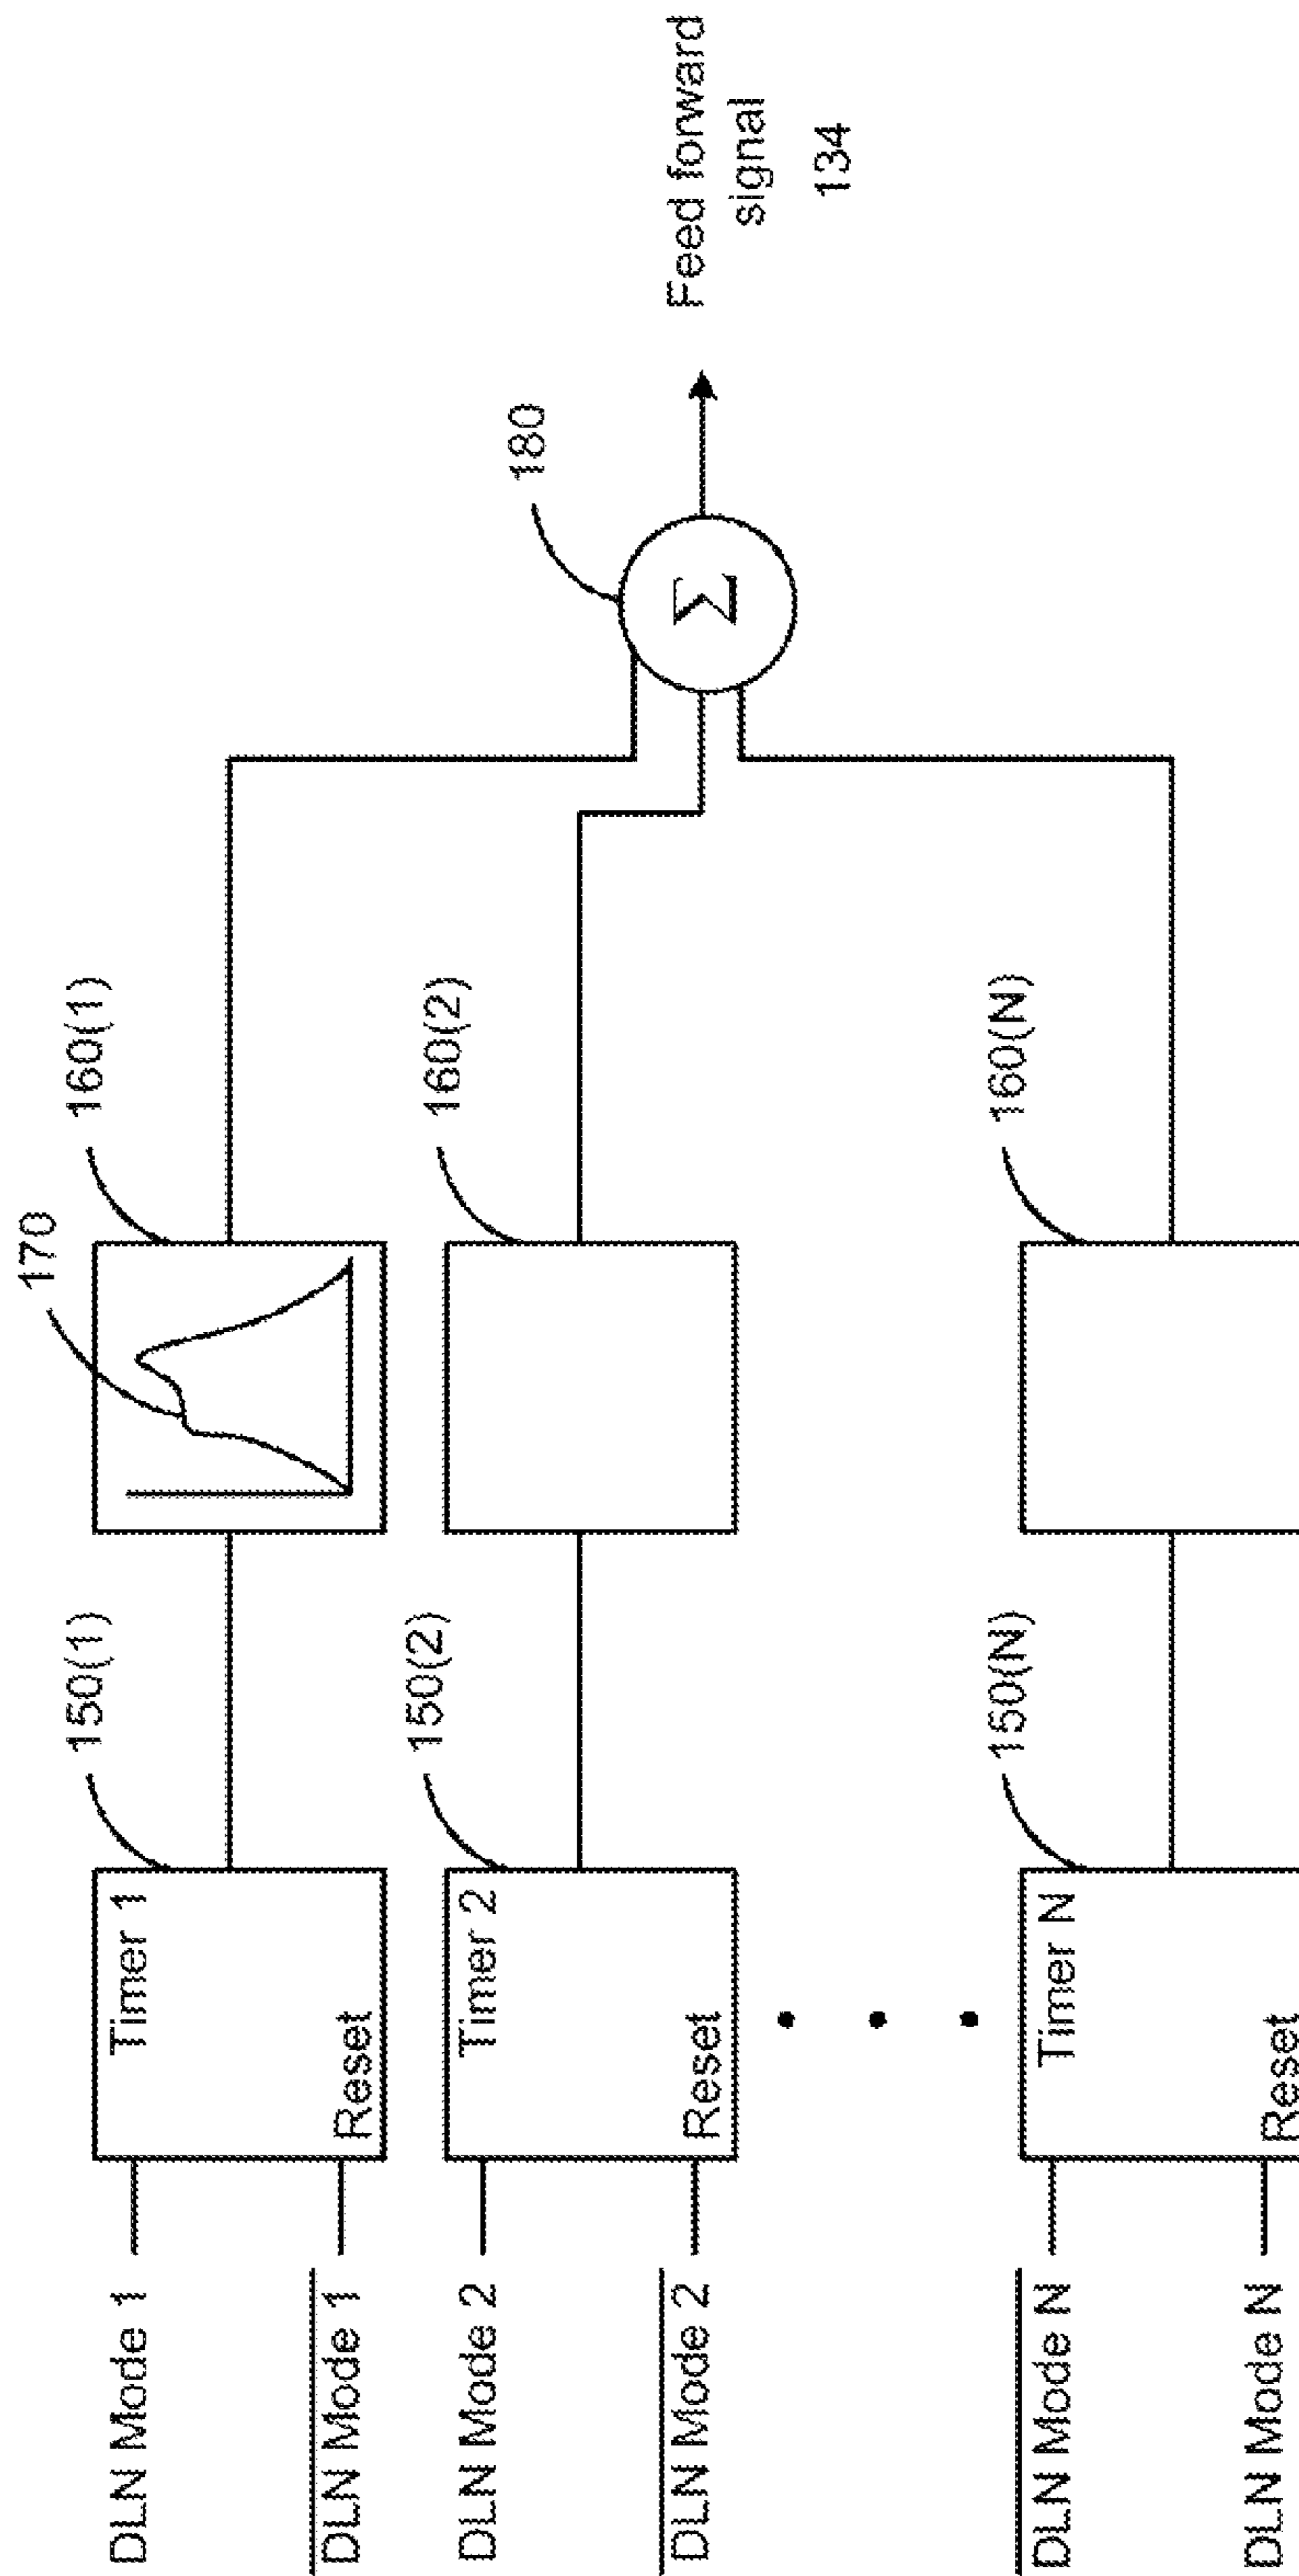 170
150(1)
160(1)
DLN Mode 1
Timer 1
DLN Mode 1
Reset
150(2)
160(2)
180
DLN Mode 2
Timer 2
Σ
Feed forward
signal
134
DLN Mode 2
Reset
150(N)
160(N)
DLN Mode N
Timer N
DLN Mode N
Reset